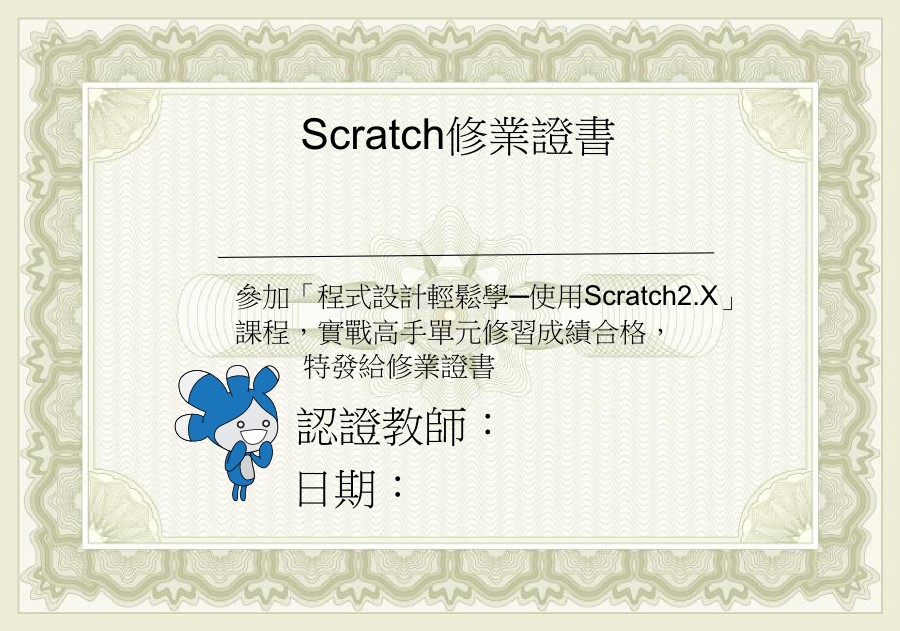 Scratch修業證書
參加「程式設計輕鬆學─使用Scratch2.X」
課程，實戰高手單元修習成績合格，
特發給修業證書
認證教師：
日期：